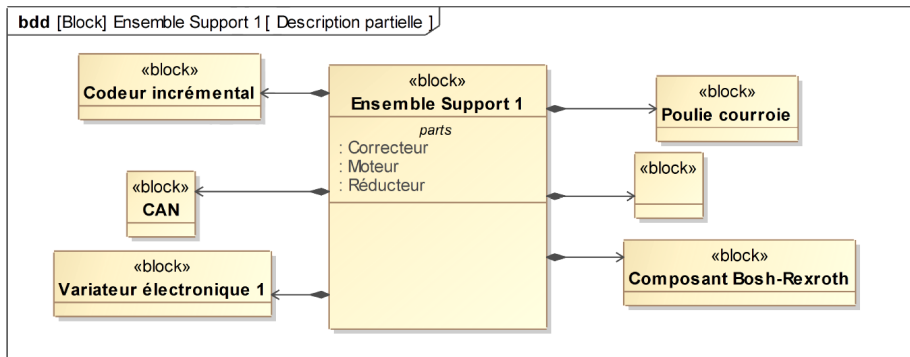 bdd [Block] Ensemble Support 1 [ Description partielle ]
«block»
Codeur incrémental
«block»
CAN
«block»
Variateur électronique 1
«block»
Ensemble Support 1
parts
: Correcteur
: Moteur
: Réducteur
«block»
Poulie courroie
«block»
«block»
Composant Bosh-Rexroth